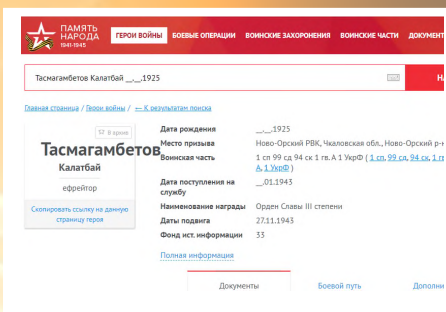 ПАМЯТЬ
НАРОДА
1941-1945
ГЕРОИ ВОЙНЫ БОЕВЫЕ ОПЕРАЦИИ ВОИНСКИЕ ЗАХОРОНЕНИЯ ВОИНСКИЕ ЧАСТИ ДОКУМЕНТ
Тасмагамбетов Калатбай __.__.1925
НА
Главная страница / Герои войны / ← К результатам поиска
В архив
Тасмагамбетов
Калатбай
ефрейтор
Скопировать ссылку на данную
страницу героя
Дата рождения __.__.1925
Место призыва Ново-Орский РВК, Чкаловская обл., Ново-Орский р-н
Воинская часть 1 сп 99 сд 94 ск 1 гв. А 1 УкрФ ( 1 сп, 99 сд, 94 ск, 1 гв
А, 1 УкрФ )
Дата поступления на __.01.1943
службу
Наименование награды Орден Славы III степени
Даты подвига 27.11.1943
Фонд ист. информации 33
Полная информация
Документы Боевой путь Дополни